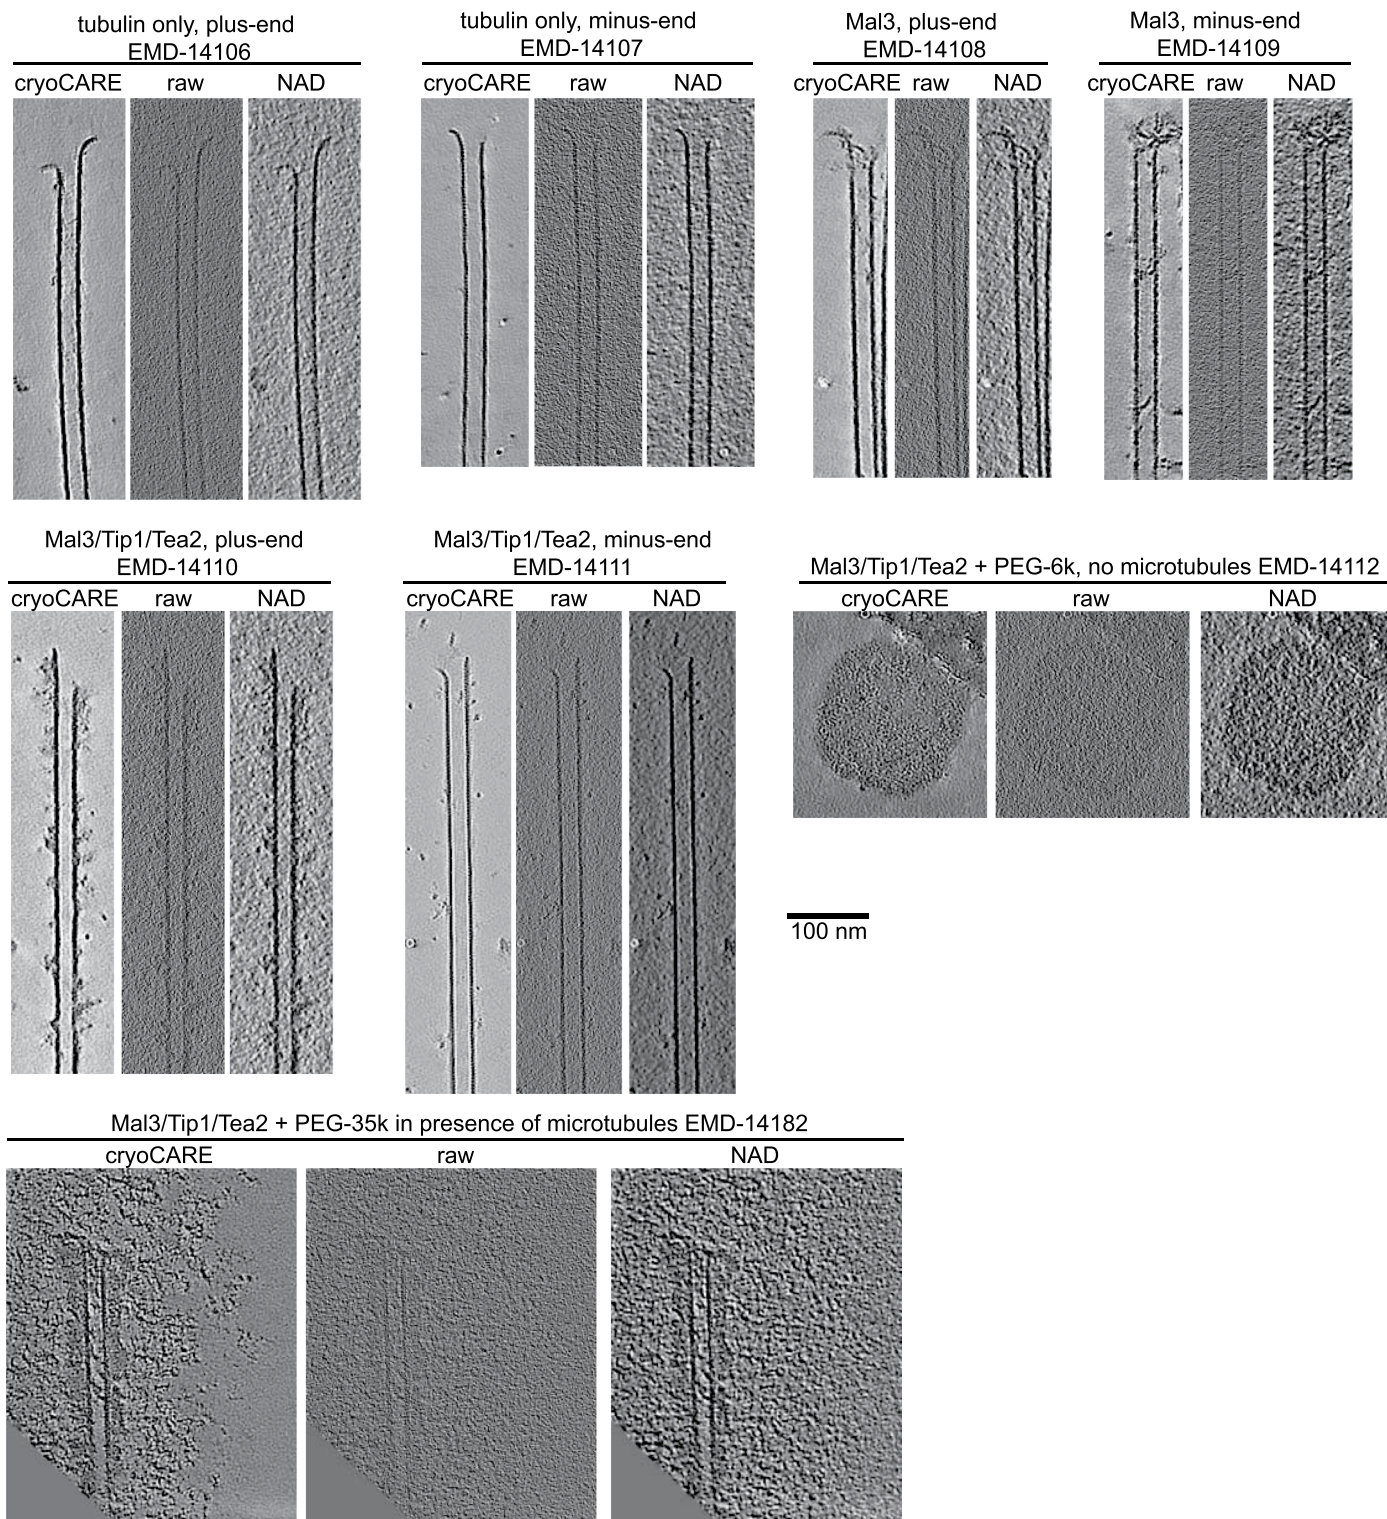 tubulin only, plus-end
EMD-14106
cryoCARE raw NAD
tubulin only, minus-end
EMD-14107
cryoCARE raw NAD
Mal3, plus-end
EMD-14108
cryoCARE raw NAD
Mal3, minus-end
EMD-14109
cryoCARE raw NAD
Mal3/Tip1/Tea2, plus-end
EMD-14110
cryoCARE raw NAD
Mal3/Tip1/Tea2, minus-end
EMD-14111
cryoCARE raw NAD
Mal3/Tip1/Tea2 + PEG-6k, no microtubules EMD-14112
cryoCARE raw NAD
100 nm
Mal3/Tip1/Tea2 + PEG-35k in presence of microtubules EMD-14182
cryoCARE raw NAD